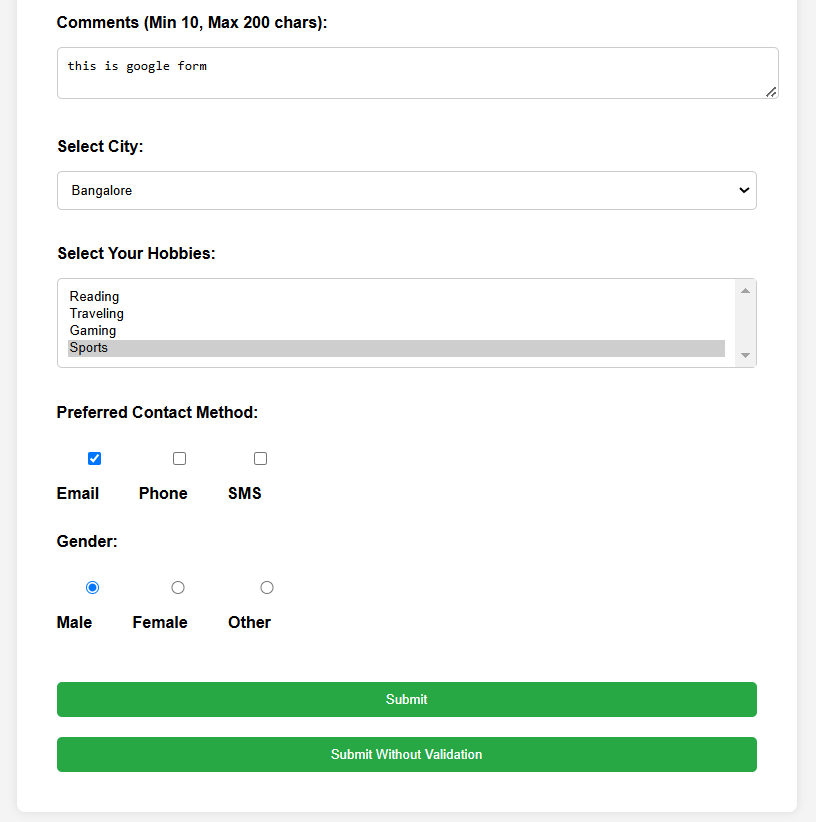 Comments (Min 10, Max 200 chars):
this is google form
Select City:
Bangalore
Select Your Hobbies:
Reading
Traveling
Gaming
Sports
Preferred Contact Method:
Email Phone SMS
Gender:
Male Female Other
Submit
Submit Without Validation